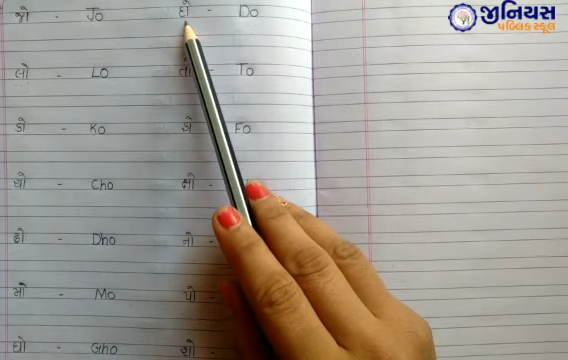 જીનિયસ
પબ્લિક સ્કૂલ
જો - Jo દો - Do
લો - Lo તો - To
કો - Ko ફો - Fo
ચો - Cho ક્ષો -
ઢો - Dho નો -
મો - Mo પો -
ઘો - Gho શો -